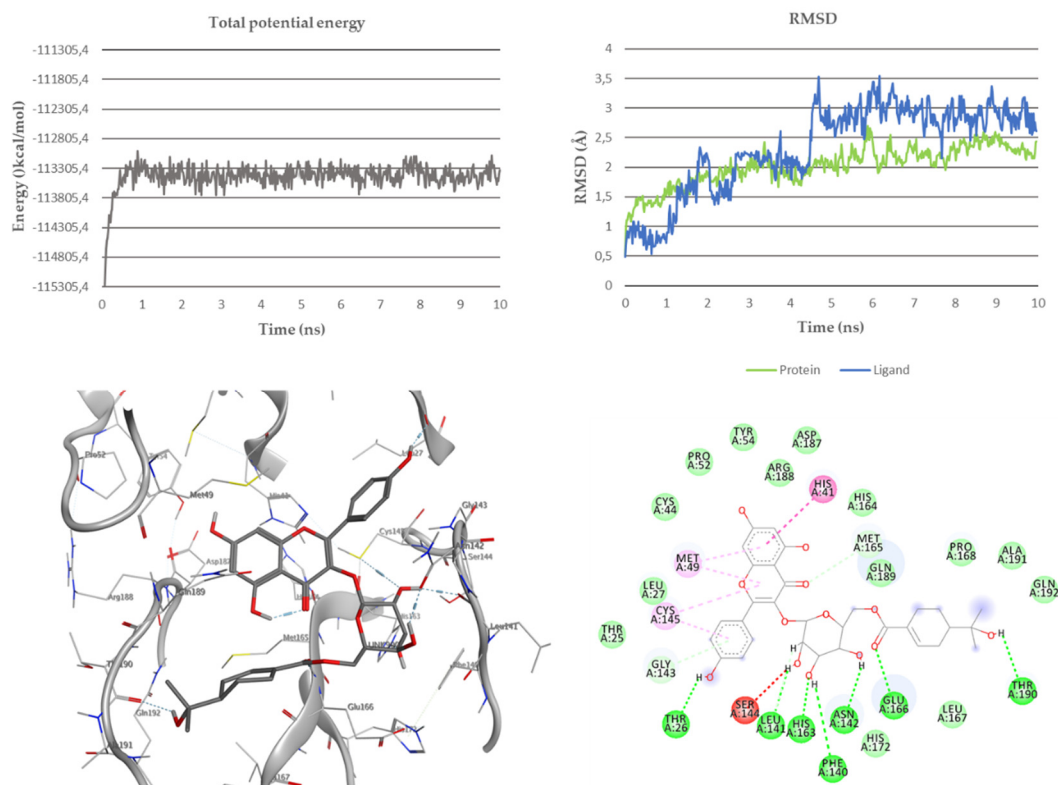 Total potential energy
-111305,4
-111805,4
-112305,4
-112805,4
-113305,4
-113805,4
-114305,4
-114805,4
-115305,4
Energy ()kcal/mol)
0 1 2 3 4 5 6 7 8 9 10
Time (ns)
RMSD
4
3,5
3
2,5
2
1,5
1
0,5
0
RMSD (Å)
0 1 2 3 4 5 6 7 8 9 10
Time (ns)
Protein Ligand
Pro52
Met49
Cys145
Gly143
Ser144
Asp187
Gln189
Arg188
Met165
Leu141
Gln192
Glu166
TYR
A:54
ASP
A:187
PRO
A:52
ARG
A:188
HIS
A:41
CYS
A:44
HIS
A:164
MET
A:165
MET
A:49
GLN
A:189
PRO
A:168
ALA
A:191
GLN
A:192
LEU
A:27
CYS
A:145
THR
A:25
GLY
A:143
O O O
O O O O
O O O
H H H H H
O
THR
A:26
SER
A:144
LEU
A:141
HIS
A:163
ASN
A:142
GLU
A:166
LEU
A:167
THR
A:190
HIS
A:172
PHE
A:140